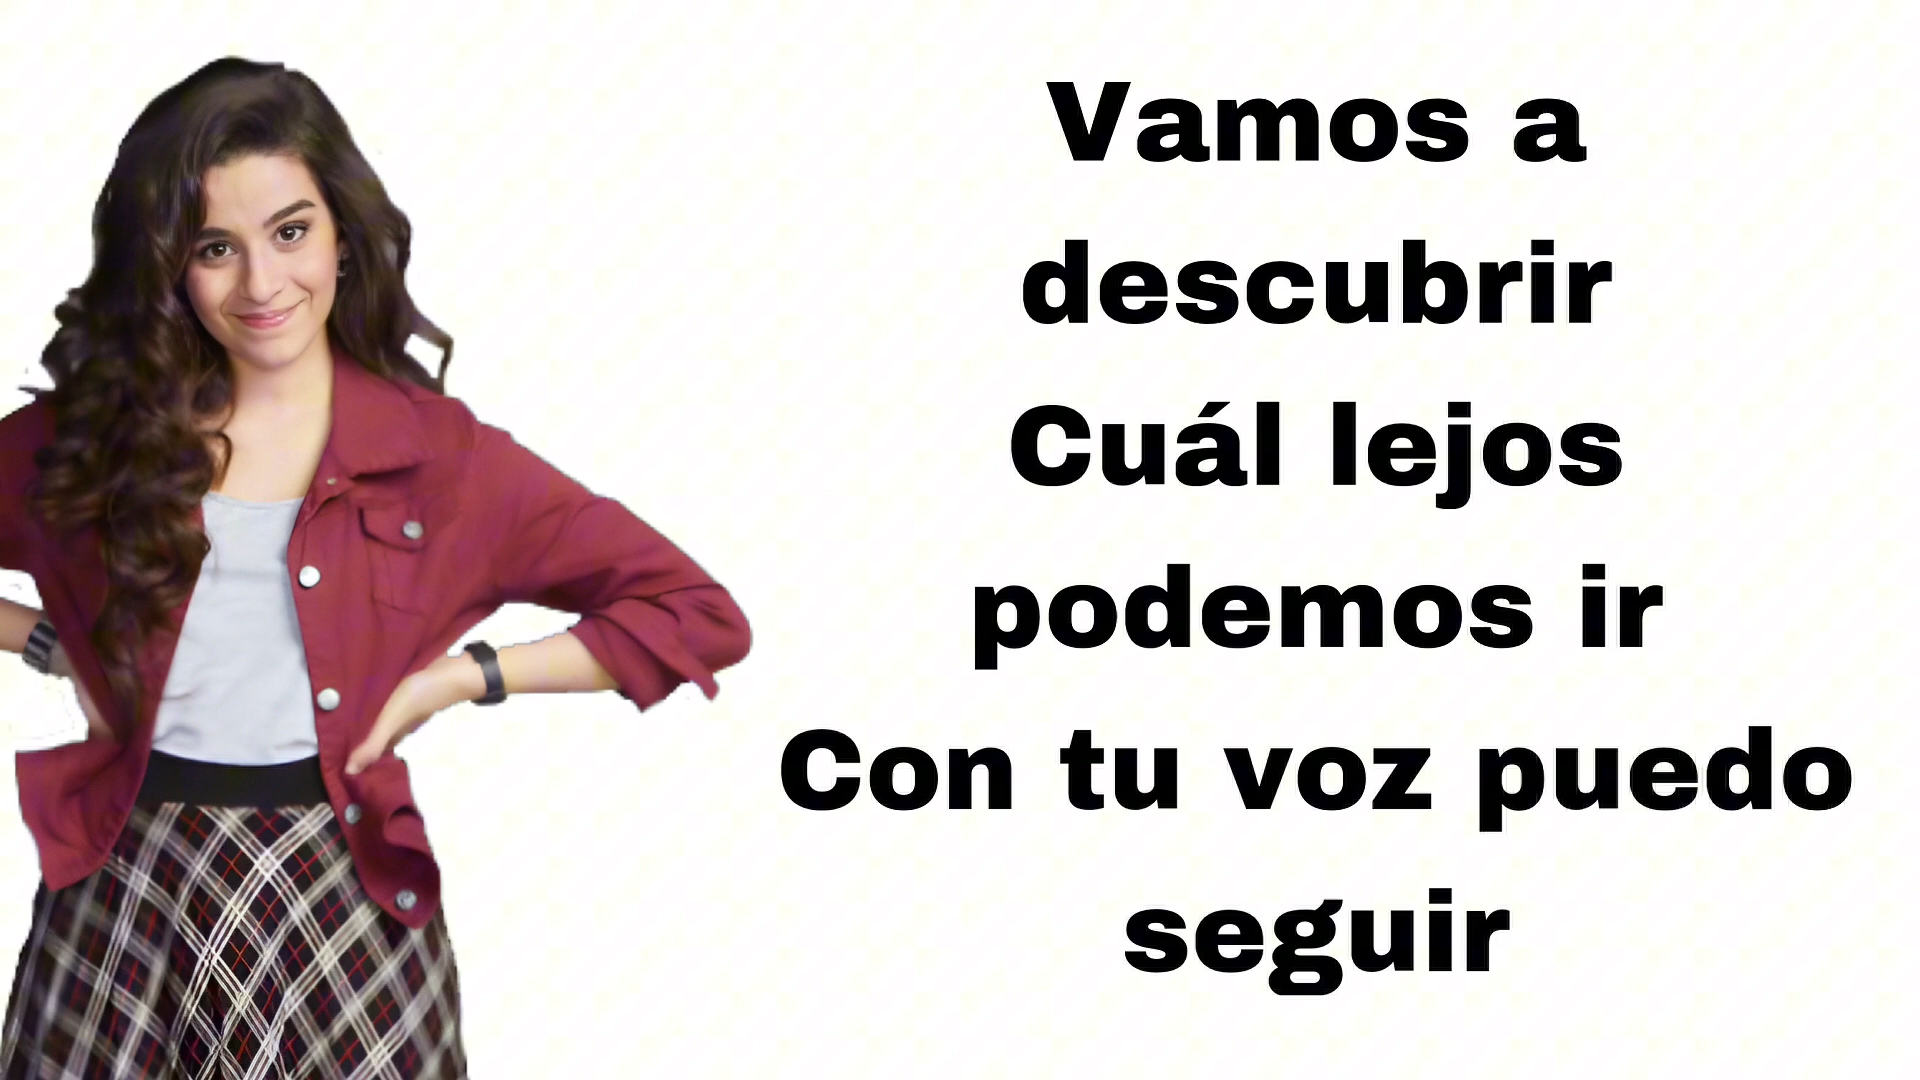 Vamos a
descubrir
Cuál lejos
podemos ir
Con tu voz puedo
seguir